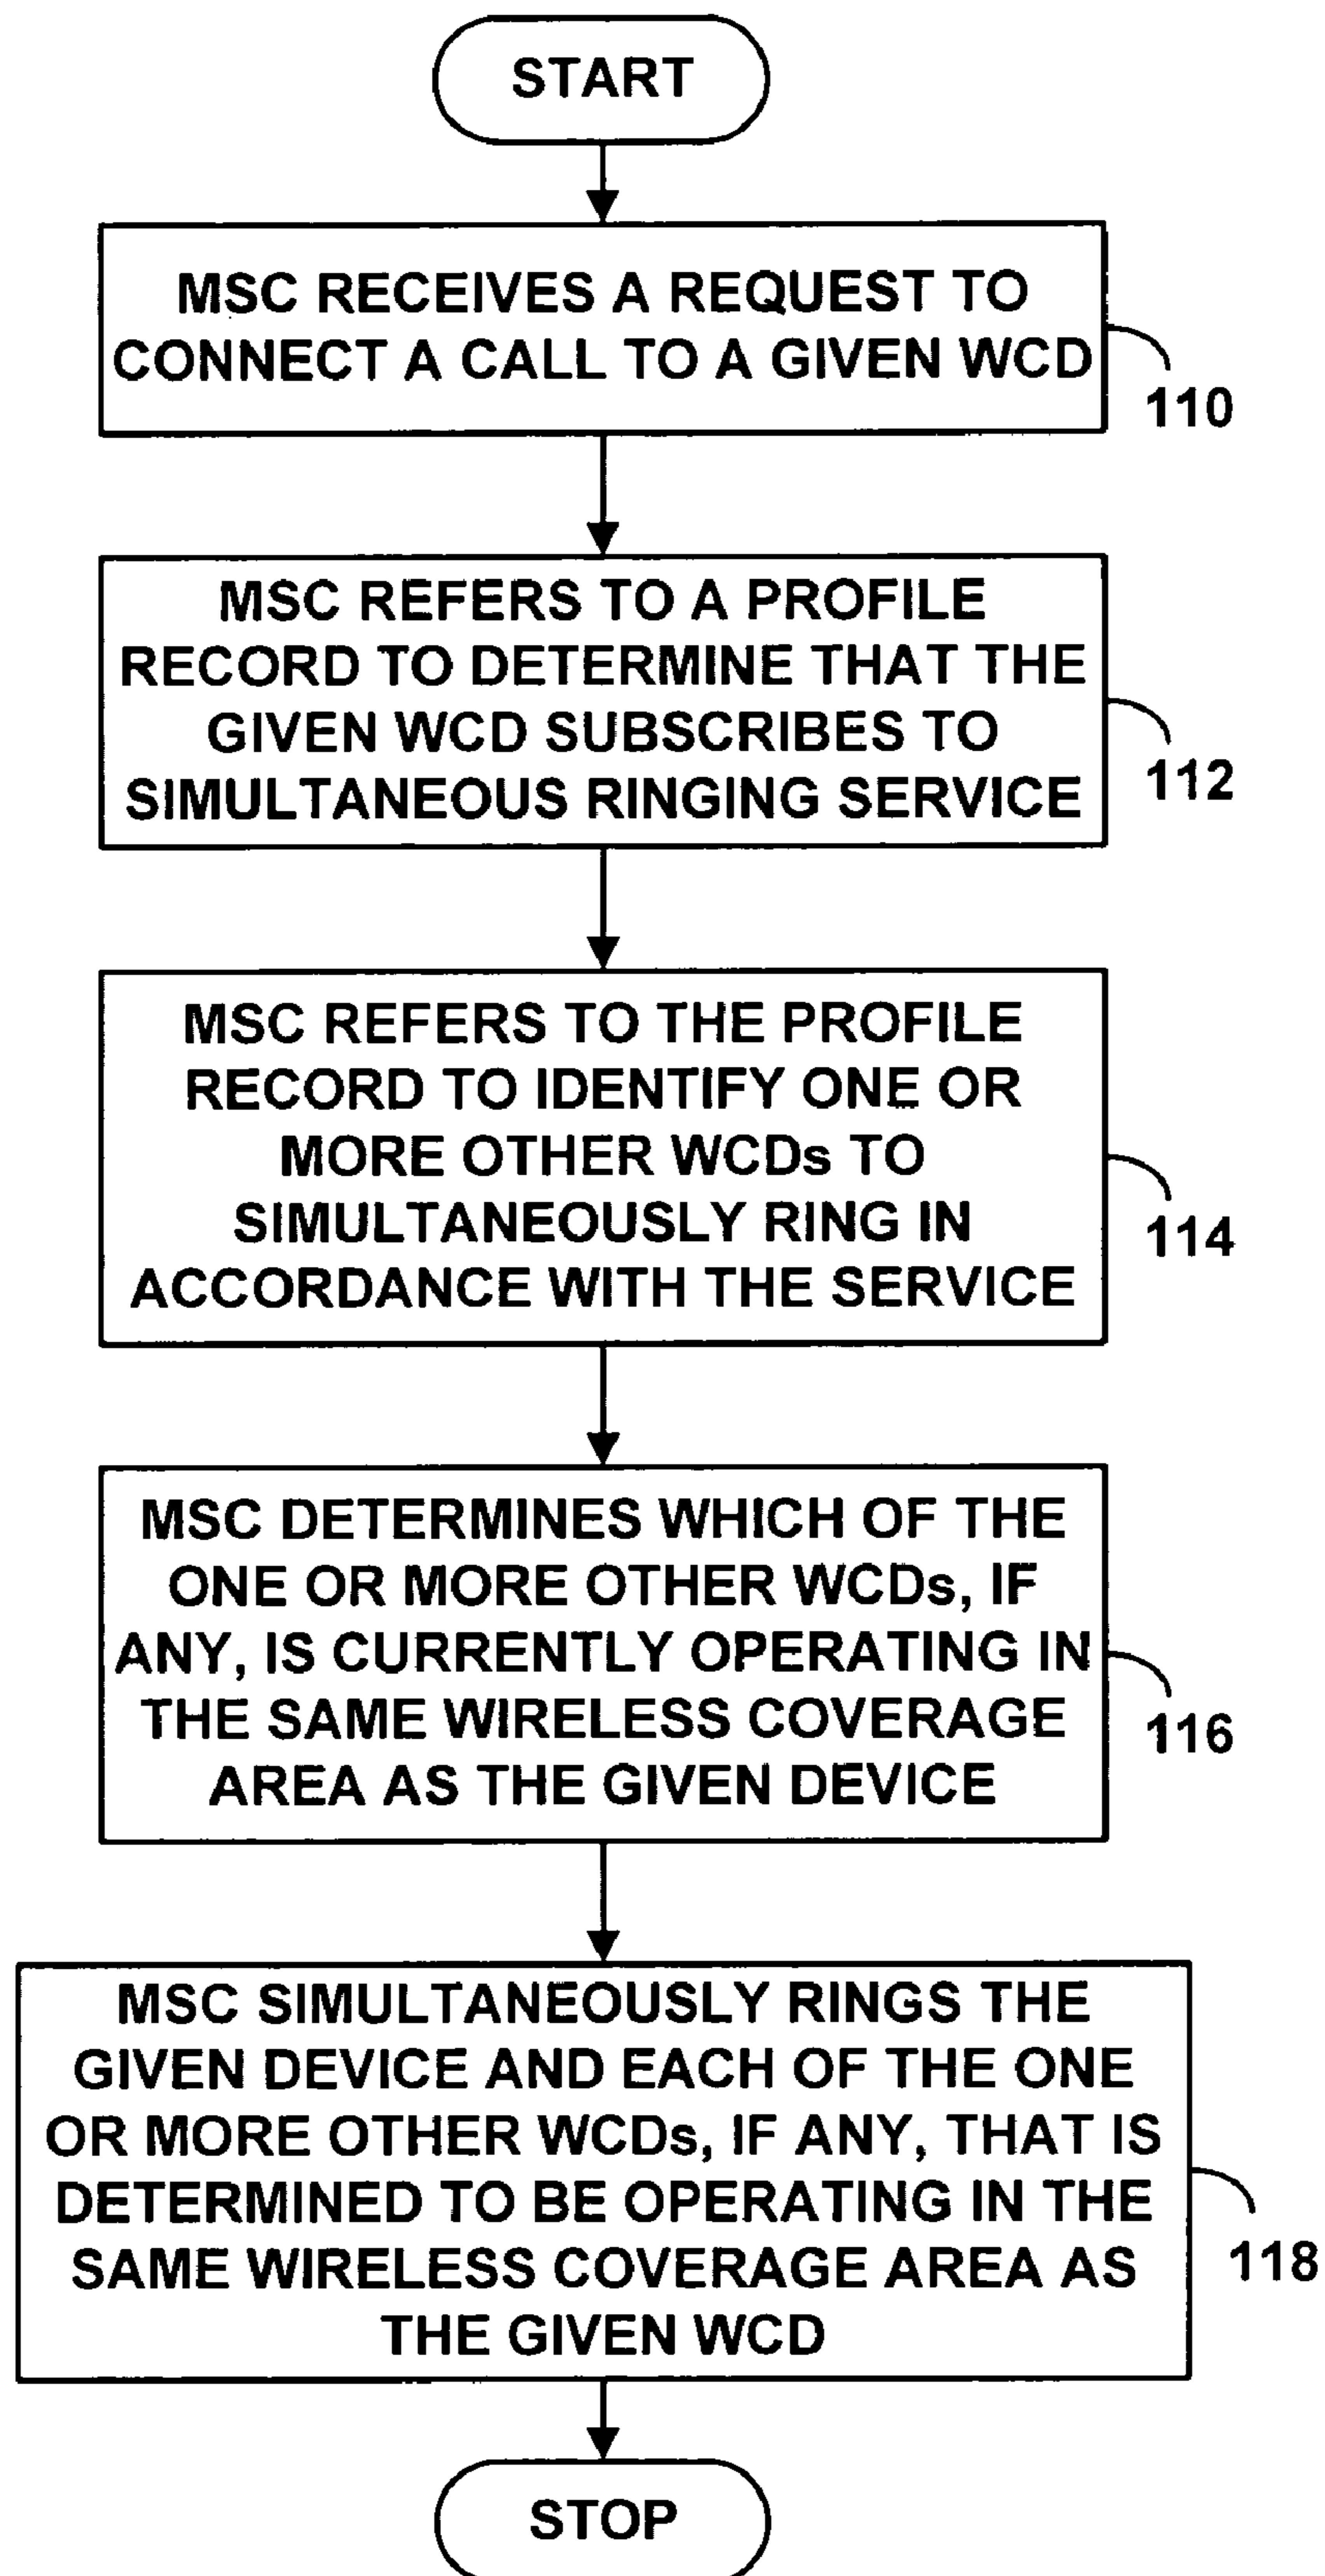 START
MSC RECEIVES A REQUEST TO
CONNECT A CALL TO A GIVEN WCD
110
MSC REFERS TO A PROFILE
RECORD TO DETERMINE THAT THE
GIVEN WCD SUBSCRIBES TO
SIMULTANEOUS RINGING SERVICE
112
MSC REFERS TO THE PROFILE
RECORD TO IDENTIFY ONE OR
MORE OTHER WCDs TO
SIMULTANEOUSLY RING IN
ACCORDANCE WITH THE SERVICE
114
MSC DETERMINES WHICH OF THE
ONE OR MORE OTHER WCDs, IF
ANY, IS CURRENTLY OPERATING IN
THE SAME WIRELESS COVERAGE
AREA AS THE GIVEN DEVICE
116
MSC SIMULTANEOUSLY RINGS THE
GIVEN DEVICE AND EACH OF THE ONE
OR MORE OTHER WCDs, IF ANY, THAT IS
DETERMINED TO BE OPERATING IN THE
SAME WIRELESS COVERAGE AREA AS
THE GIVEN WCD
118
STOP